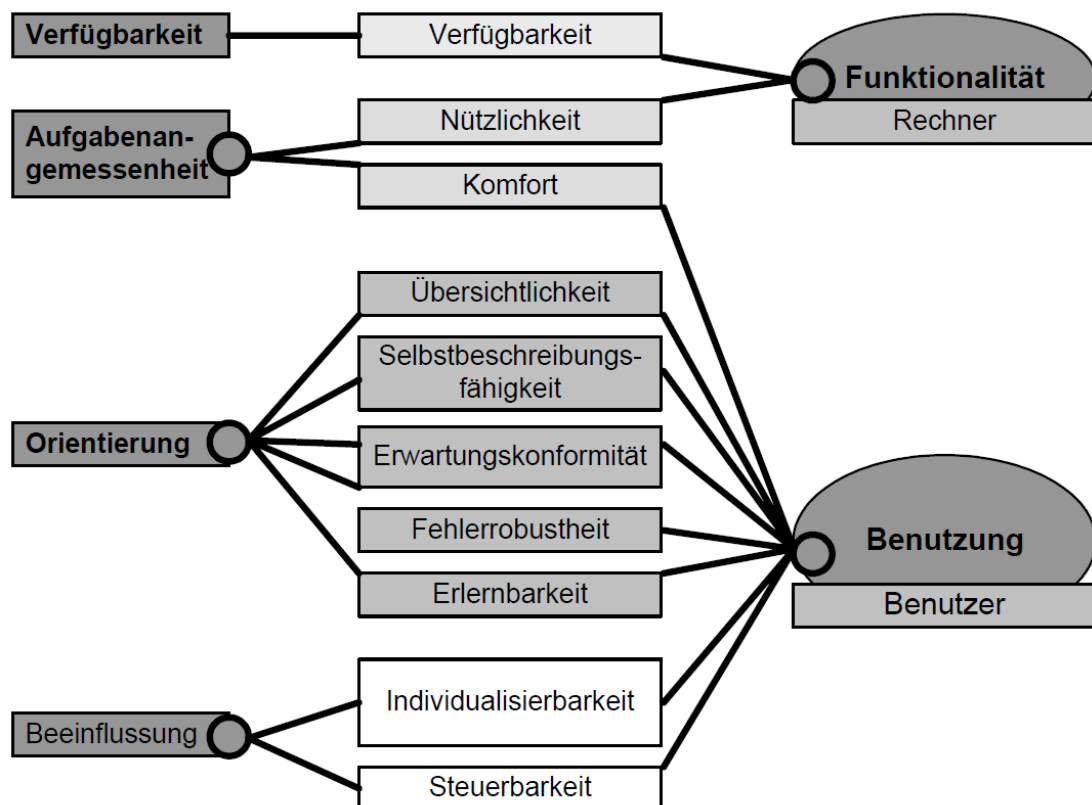 Verfügbarkeit
Aufgabenan-
gemessenheit
Orientierung
Beeinflussung
Verfügbarkeit
Nützlichkeit
Komfort
Übersichtlichkeit
Selbstbeschreibungs-
fähigkeit
Erwartungskonformität
Fehlerrobustheit
Erlernbarkeit
Individualisierbarkeit
Steuerbarkeit
Funktionalität
Rechner
Benutzung
Benutzer